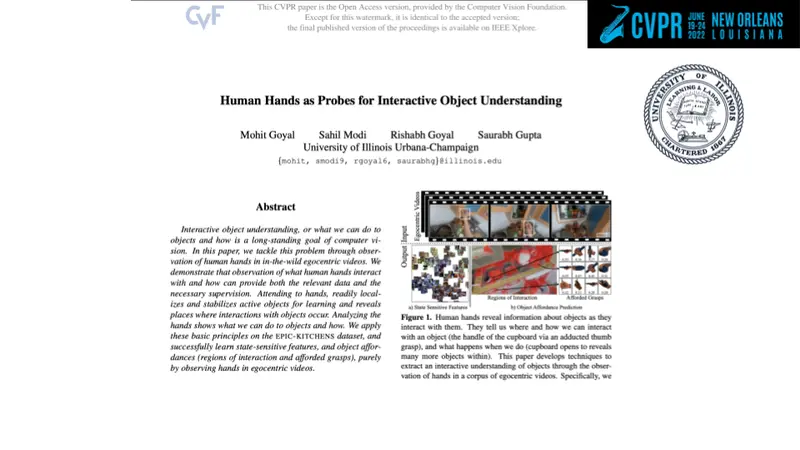 This CVPR paper is the Open Access version, provided by the Computer Vision Foundation.
Except for this watermark, it is identical to the accepted version;
the final published version of the proceedings is available on IEEE Xplore.
CVF
CVPR
JUNE
19-24
2022
NEW ORLEANS
LOUISIANA
UNIVERSITY OF ILLINOIS
LEARNING & LABOR
CHARTERED 1867
Human Hands as Probes for Interactive Object Understanding
Mohit Goyal Sahil Modi Rishabh Goyal Saurabh Gupta
University of Illinois Urbana-Champaign
{mohit, smodi9, rgoyal6, saurabhg}@illinois.edu
Abstract
Interactive object understanding, or what we can do to
objects and how is a long-standing goal of computer vi-
sion. In this paper, we tackle this problem through obser-
vation of human hands in in-the-wild egocentric videos. We
demonstrate that observation of what human hands interact
with and how can provide both the relevant data and the
necessary supervision. Attending to hands, readily local-
izes and stabilizes active objects for learning and reveals
places where interactions with objects occur. Analyzing the
hands shows what we can do to objects and how. We apply
these basic principles on the EPIC-KITCHENS dataset, and
successfully learn state-sensitive features, and object affor-
dances (regions of interaction and afforded grasps), purely
by observing hands in egocentric videos.
Egocentric Videos
Input
Output
Regions of Interaction
Afforded Grasps
a) State Sensitive Features
b) Object Affordance Prediction
Figure 1. Human hands reveal information about objects as they
interact with them. They tell us where and how we can interact
with an object (the handle of the cupboard via an adducted thumb
grasp), and what happens when we do (cupboard opens to reveals
many more objects within). This paper develops techniques to
extract an interactive understanding of objects through the obser-
vation of hands in a corpus of egocentric videos. Specifically, we